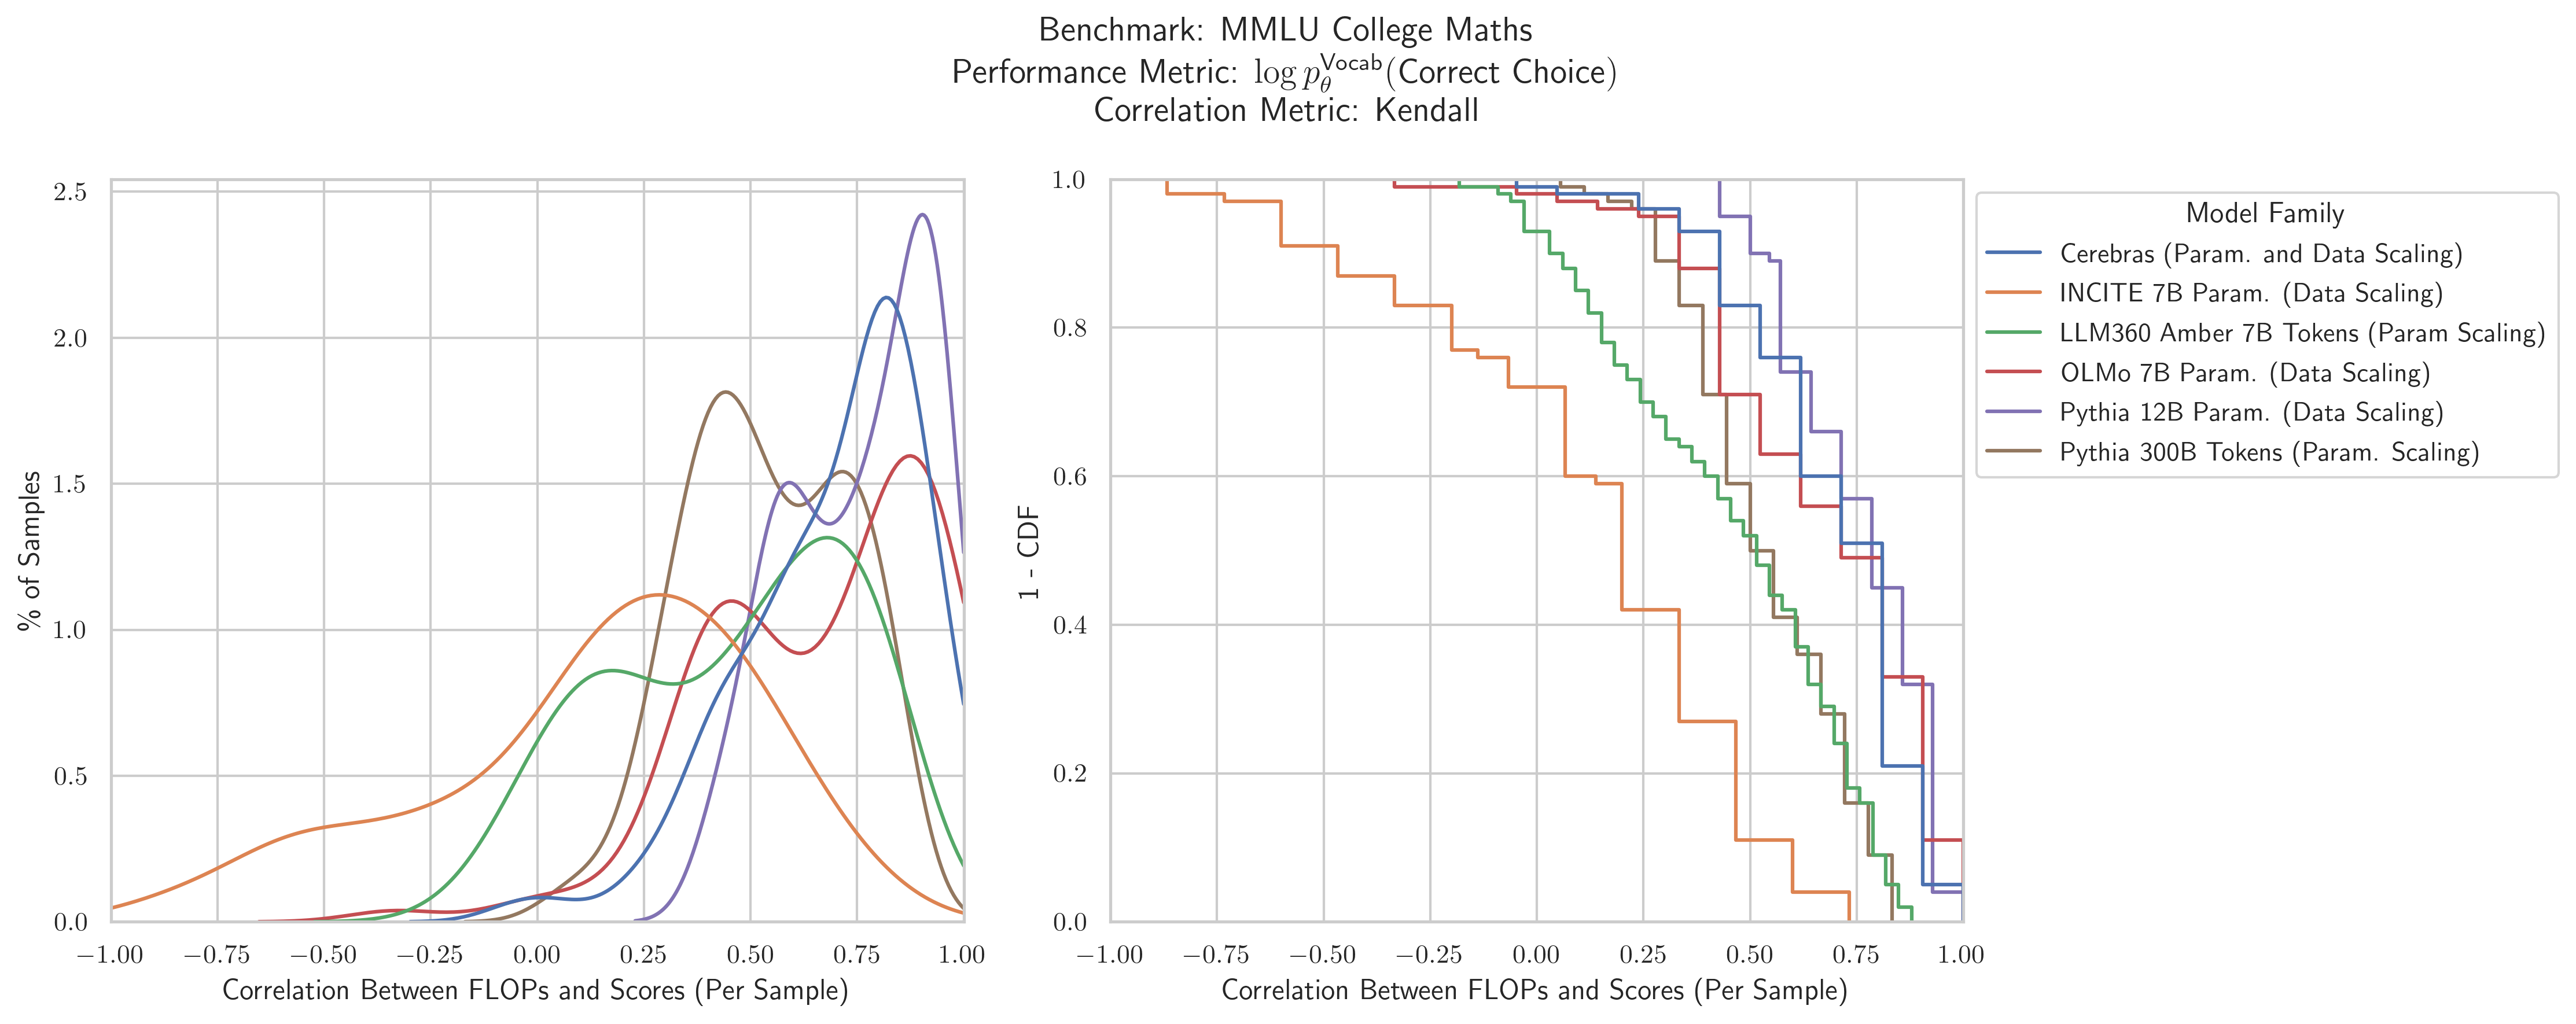 Benchmark: MMLU College Maths
Performance Metric: log p_θ^Vocab(Correct Choice)
Correlation Metric: Kendall
% of Samples
2.5
2.0
1.5
1.0
0.5
0.0
−1.00 −0.75 −0.50 −0.25 0.00 0.25 0.50 0.75 1.00
Correlation Between FLOPs and Scores (Per Sample)
1 - CDF
1.0
0.8
0.6
0.4
0.2
0.0
−1.00 −0.75 −0.50 −0.25 0.00 0.25 0.50 0.75 1.00
Correlation Between FLOPs and Scores (Per Sample)
Model Family
Cerebras (Param. and Data Scaling)
INCITE 7B Param. (Data Scaling)
LLM360 Amber 7B Tokens (Param Scaling)
OLMo 7B Param. (Data Scaling)
Pythia 12B Param. (Data Scaling)
Pythia 300B Tokens (Param. Scaling)